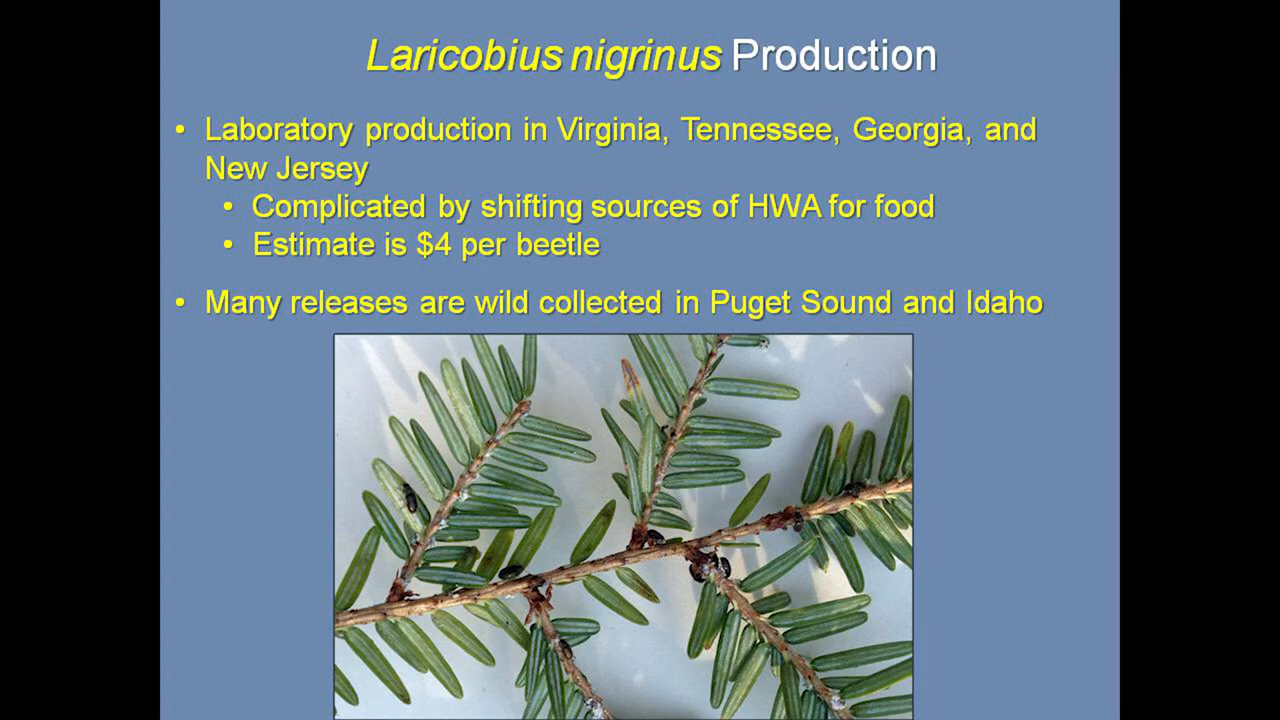 Laricobius nigrinus Production
• Laboratory production in Virginia, Tennessee, Georgia, and
New Jersey
• Complicated by shifting sources of HWA for food
• Estimate is $4 per beetle
• Many releases are wild collected in Puget Sound and Idaho